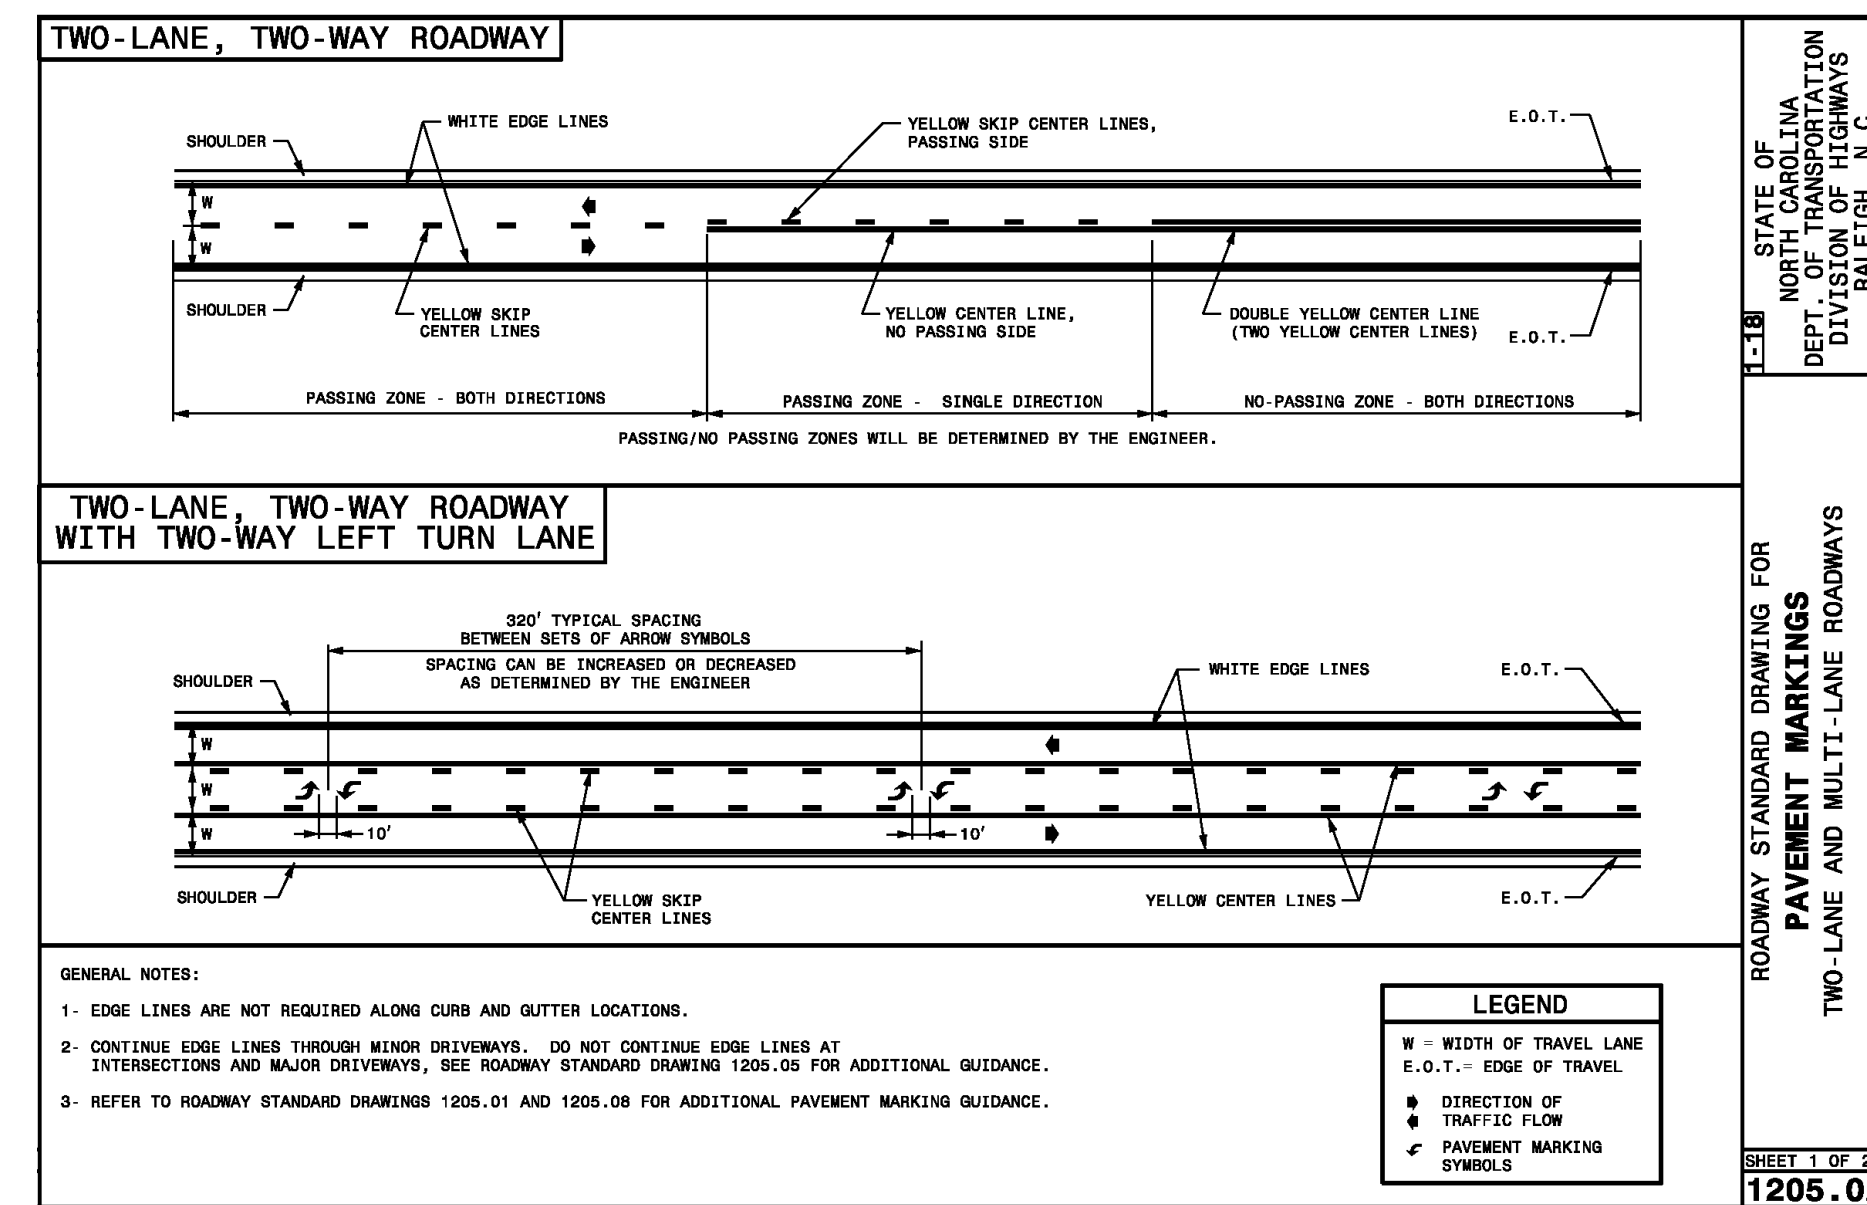 TWO-LANE, TWO-WAY ROADWAY
SHOULDER
WHITE EDGE LINES
YELLOW SKIP CENTER LINES,
PASSING SIDE
E.O.T.
W
W
SHOULDER
YELLOW SKIP
CENTER LINES
YELLOW CENTER LINE,
NO PASSING SIDE
DOUBLE YELLOW CENTER LINE
(TWO YELLOW CENTER LINES)
E.O.T.
PASSING ZONE - BOTH DIRECTIONS
PASSING ZONE - SINGLE DIRECTION
NO-PASSING ZONE - BOTH DIRECTIONS
PASSING/NO PASSING ZONES WILL BE DETERMINED BY THE ENGINEER.
TWO-LANE, TWO-WAY ROADWAY
WITH TWO-WAY LEFT TURN LANE
320' TYPICAL SPACING
BETWEEN SETS OF ARROW SYMBOLS
SPACING CAN BE INCREASED OR DECREASED
AS DETERMINED BY THE ENGINEER
SHOULDER
WHITE EDGE LINES
E.O.T.
W
W
W
10'
10'
SHOULDER
YELLOW SKIP
CENTER LINES
YELLOW CENTER LINES
E.O.T.
GENERAL NOTES:
1- EDGE LINES ARE NOT REQUIRED ALONG CURB AND GUTTER LOCATIONS.
2- CONTINUE EDGE LINES THROUGH MINOR DRIVEWAYS. DO NOT CONTINUE EDGE LINES AT
INTERSECTIONS AND MAJOR DRIVEWAYS, SEE ROADWAY STANDARD DRAWING 1205.05 FOR ADDITIONAL GUIDANCE.
3- REFER TO ROADWAY STANDARD DRAWINGS 1205.01 AND 1205.08 FOR ADDITIONAL PAVEMENT MARKING GUIDANCE.
LEGEND
W = WIDTH OF TRAVEL LANE
E.O.T.= EDGE OF TRAVEL
DIRECTION OF
TRAFFIC FLOW
PAVEMENT MARKING
SYMBOLS
1-18
STATE OF
NORTH CAROLINA
DEPT. OF TRANSPORTATION
DIVISION OF HIGHWAYS
RALEIGH N C
ROADWAY STANDARD DRAWING FOR
PAVEMENT MARKINGS
TWO-LANE AND MULTI-LANE ROADWAYS
SHEET 1 OF 2
1205.0